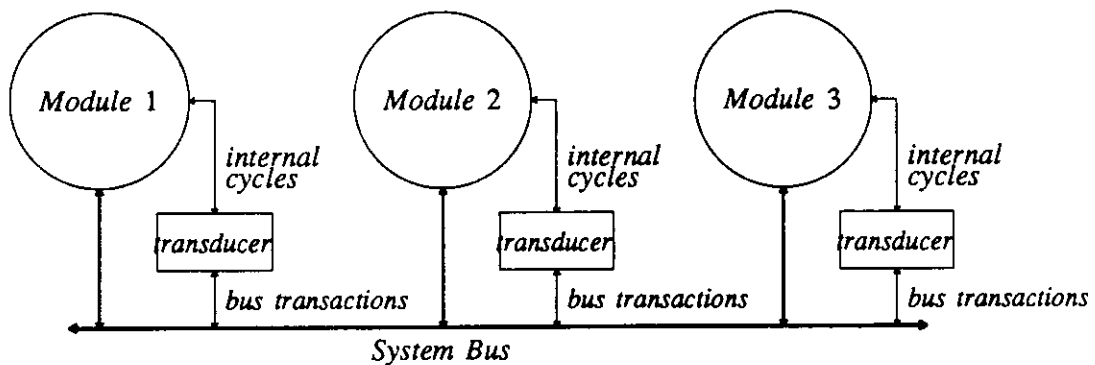 Module 1
Module 2
Module 3
internal
cycles
internal
cycles
internal
cycles
transducer
transducer
transducer
bus transactions
bus transactions
bus transactions
System Bus